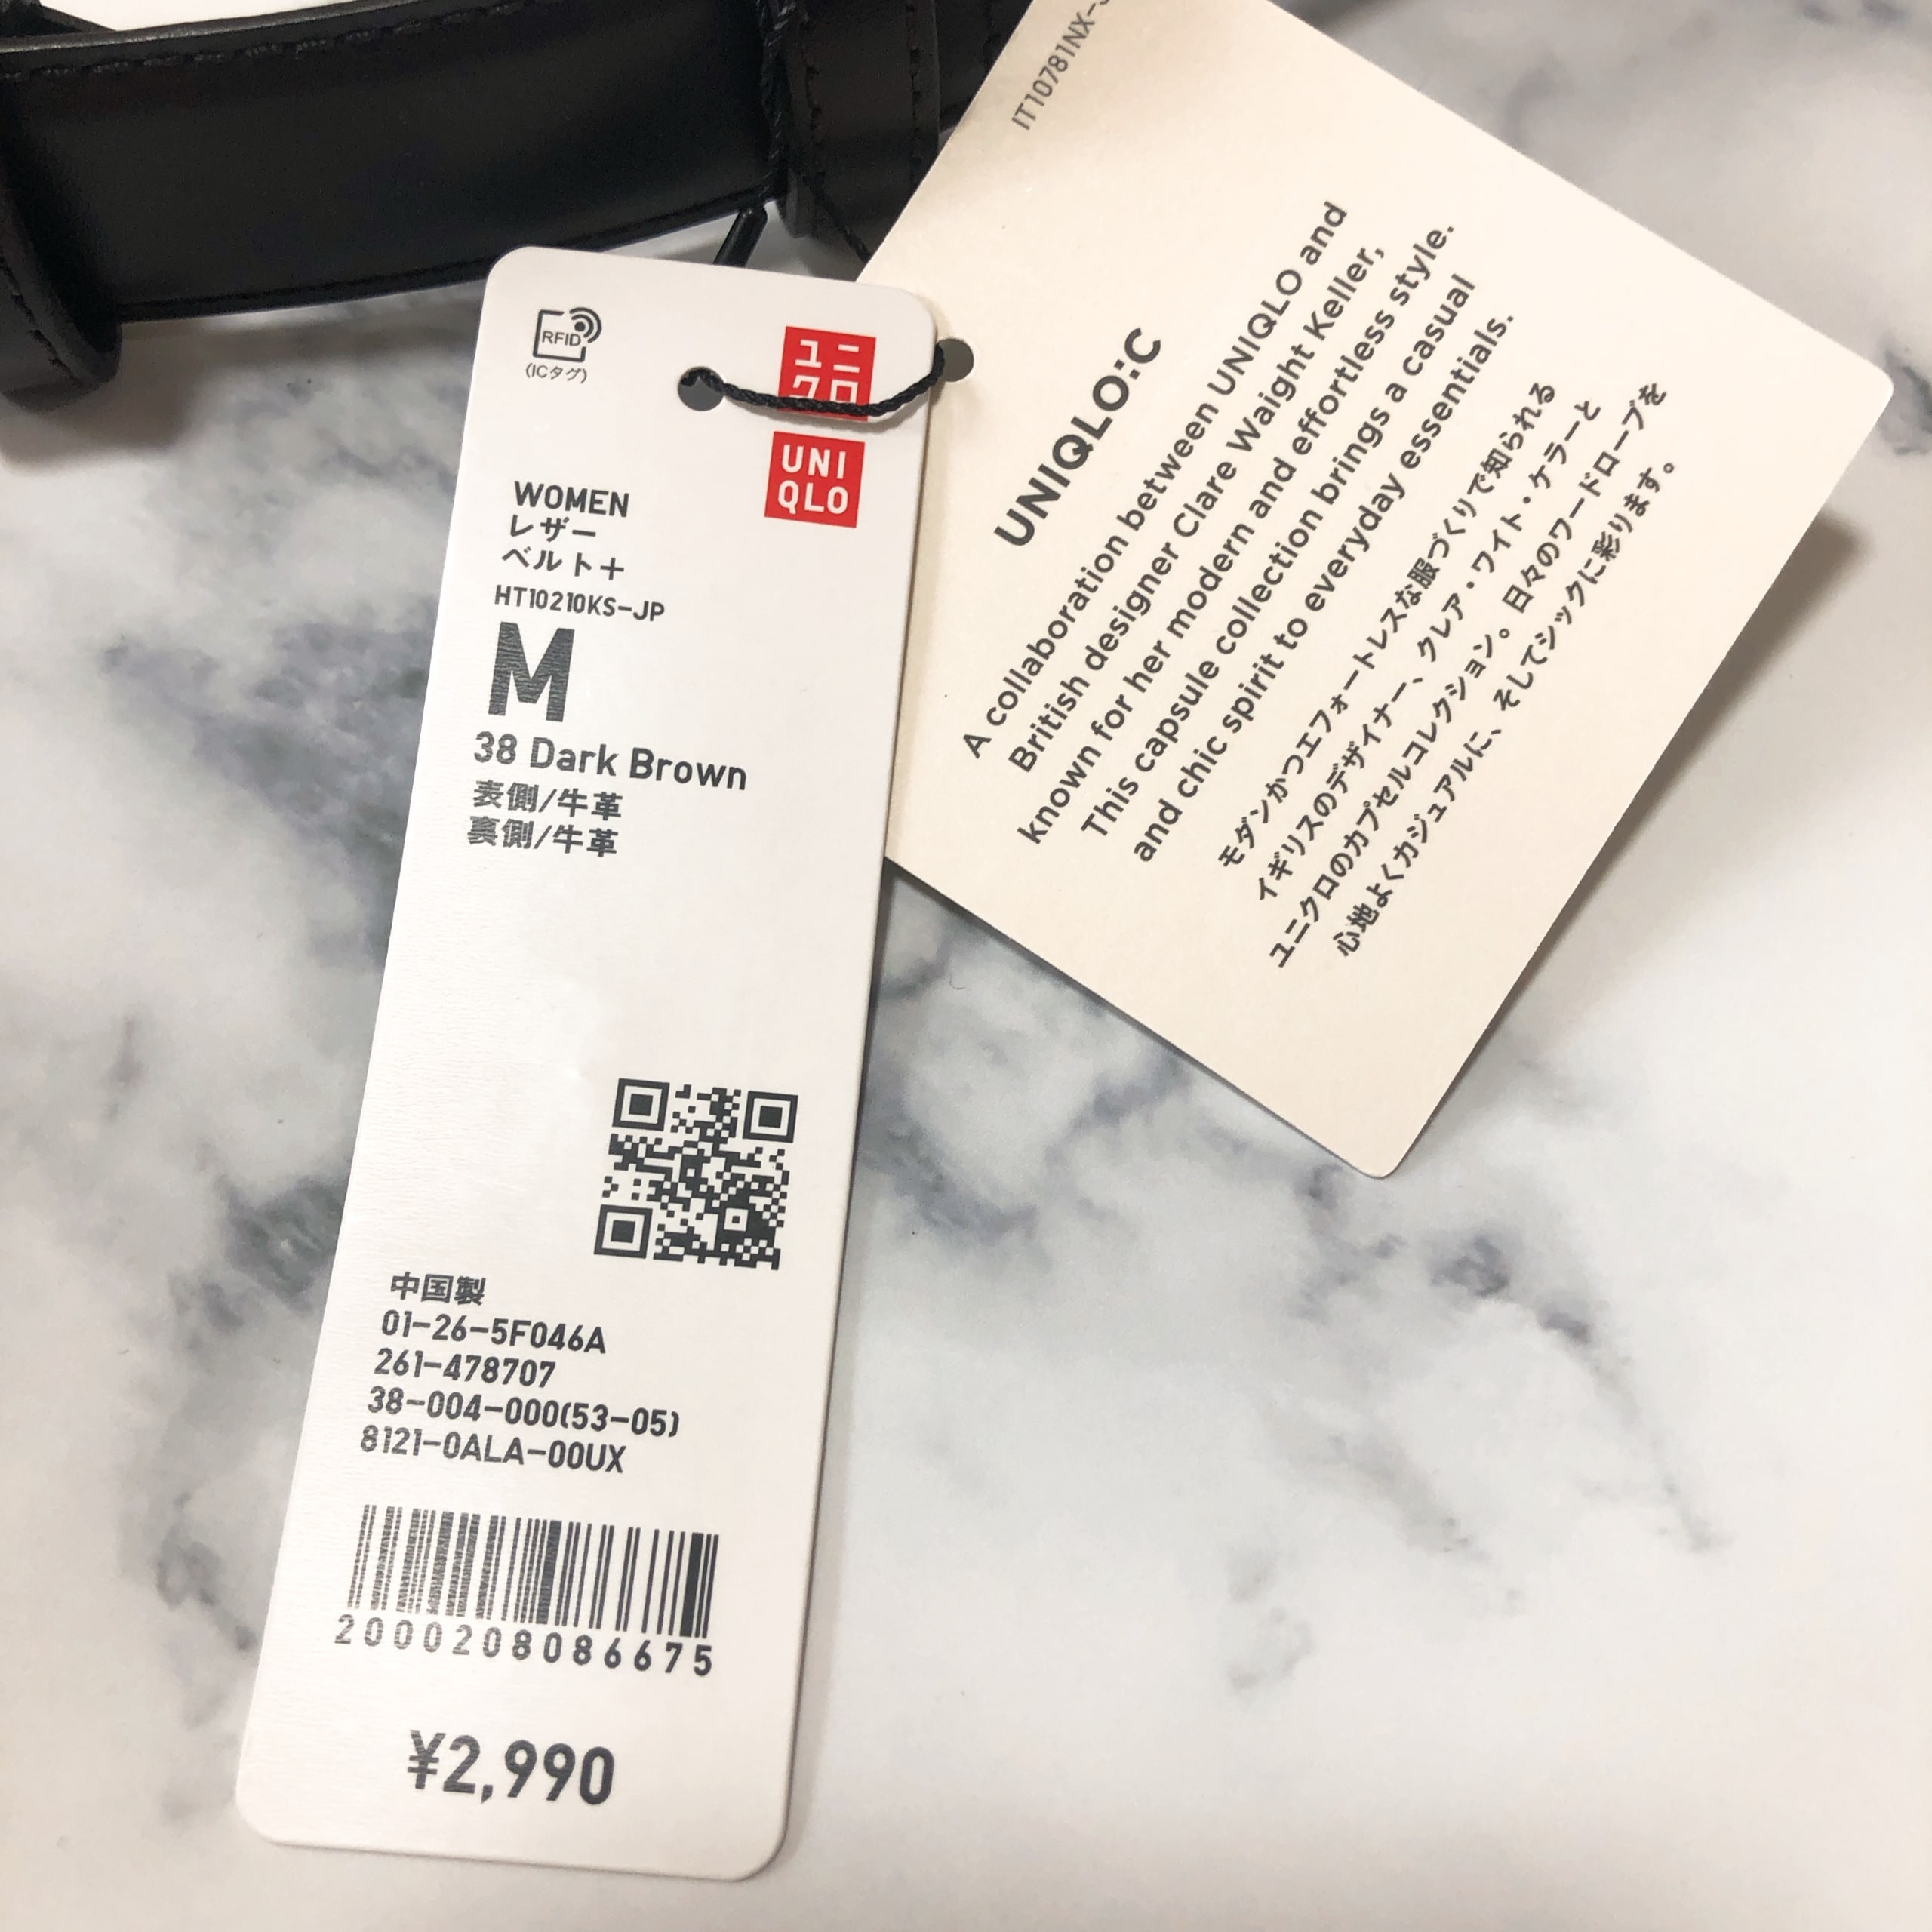 RFID
(ICタグ)
ユニ
クロ
UNI
QLO
WOMEN
レザー
ベルト+
HT10210KS-JP
M
38 Dark Brown
表側/牛革
裏側/牛革
中国製
01-26-5F046A
261-478707
38-004-000(53-05)
8121-0ALA-00UX
2000208086675
¥2,990
IT10781NX-
UNIQLO:C
A collaboration between UNIQLO and
British designer Clare Waight Keller,
known for her modern and effortless style.
This capsule collection brings a casual
and chic spirit to everyday essentials.
モダンかつエフォートレスな服づくりで知られる
イギリスのデザイナー、クレア・ワイト・ケラーと
ユニクロのカプセルコレクション。日々のワードローブを
心地よくカジュアルに、そしてシックに彩ります。